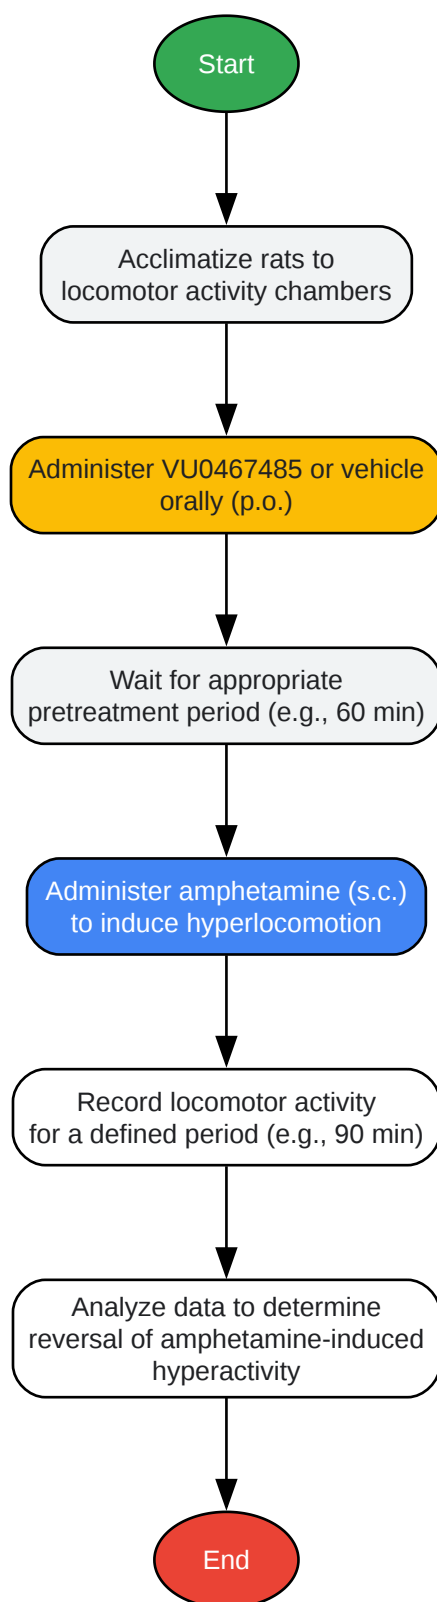 Start
Acclimatize rats to
locomotor activity chambers
Administer VU0467485 or vehicle
orally (p.o.)
Wait for appropriate
pretreatment period (e.g., 60 min)
Administer amphetamine (s.c.)
to induce hyperlocomotion
Record locomotor activity
for a defined period (e.g., 90 min)
Analyze data to determine
reversal of amphetamine-induced
hyperactivity
End